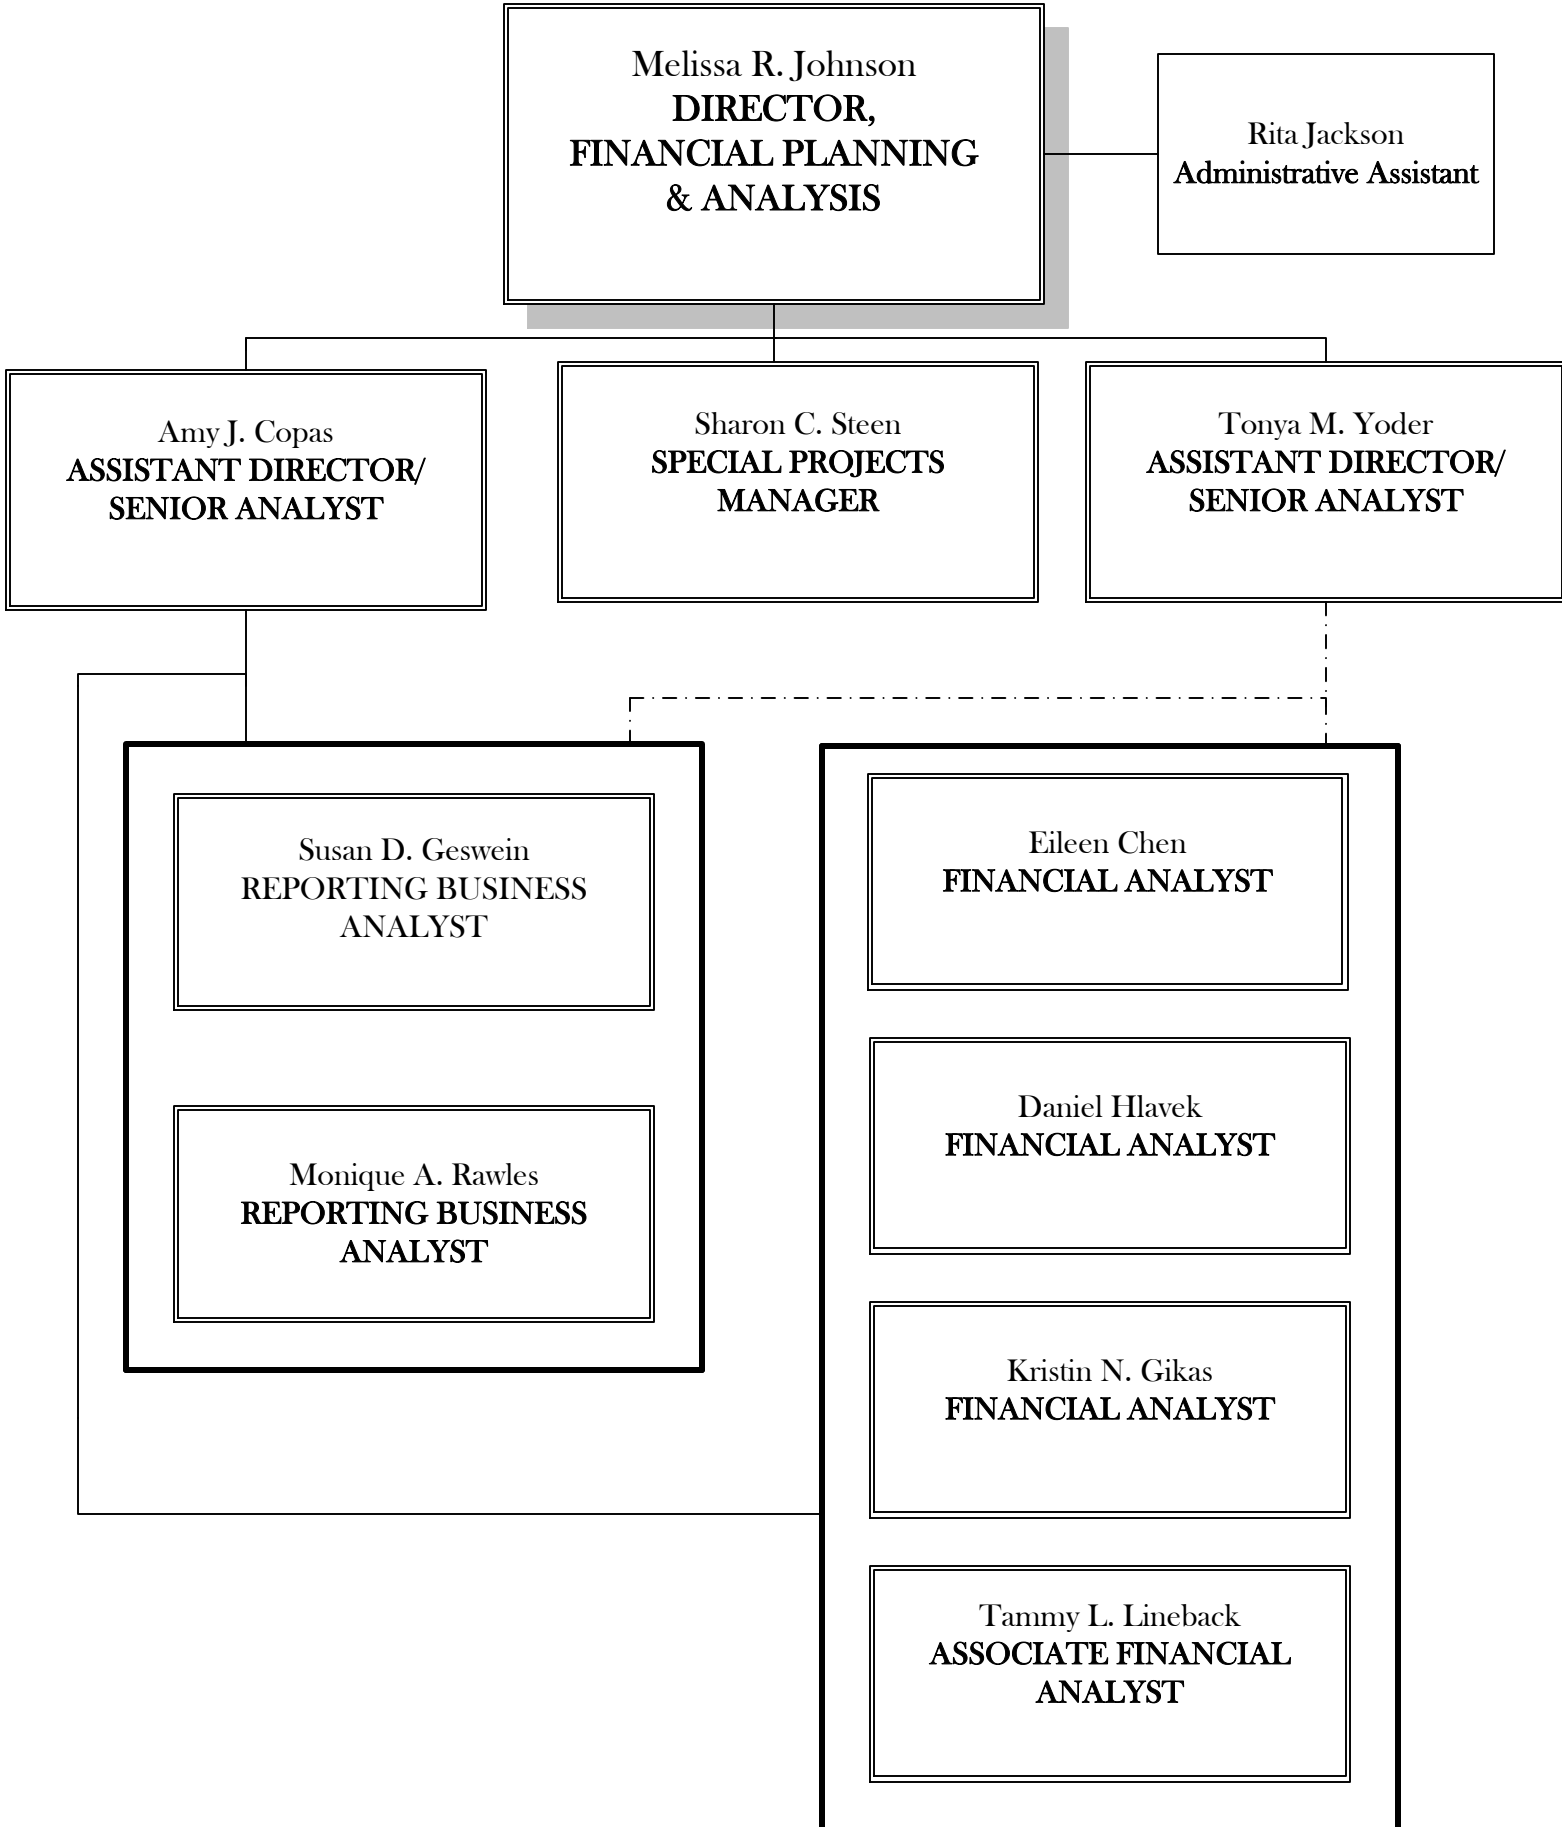 Melissa R. Johnson
DIRECTOR,
FINANCIAL PLANNING
& ANALYSIS
Rita Jackson
Administrative Assistant
Amy J. Copas
ASSISTANT DIRECTOR/
SENIOR ANALYST
Sharon C. Steen
SPECIAL PROJECTS
MANAGER
Tonya M. Yoder
ASSISTANT DIRECTOR/
SENIOR ANALYST
Susan D. Geswein
REPORTING BUSINESS
ANALYST
Monique A. Rawles
REPORTING BUSINESS
ANALYST
Eileen Chen
FINANCIAL ANALYST
Daniel Hlavek
FINANCIAL ANALYST
Kristin N. Gikas
FINANCIAL ANALYST
Tammy L. Lineback
ASSOCIATE FINANCIAL
ANALYST